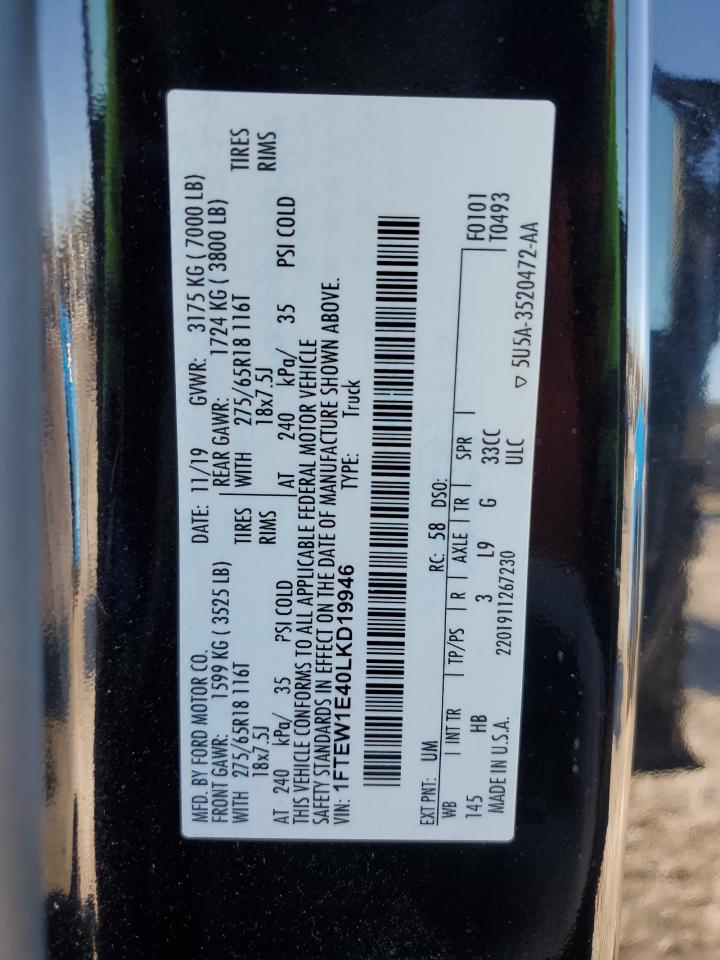 MFD. BY FORD MOTOR CO. DATE: 11/19 GVWR: 3175 KG ( 7000 LB)
FRONT GAWR: 1599 KG ( 3525 LB) REAR GAWR: 1724 KG ( 3800 LB)
WITH 275/65R18 116T TIRES WITH 275/65R18 116T TIRES
18x7.5J RIMS 18x7.5J RIMS
AT 240 kPa/ 35 PSI COLD AT 240 kPa/ 35 PSI COLD
THIS VEHICLE CONFORMS TO ALL APPLICABLE FEDERAL MOTOR VEHICLE
SAFETY STANDARDS IN EFFECT ON THE DATE OF MANUFACTURE SHOWN ABOVE.
VIN: 1FTEW1E40LKD19946 TYPE: Truck
EXT PNT: UM RC: 58 DSO:
WB INT TR TP/PS R AXLE TR SPR F0101
145 HB 3 L9 G 33CC T0493
ULC
MADE IN U.S.A. 2201911267230 ▽ 5U5A-3520472-AA